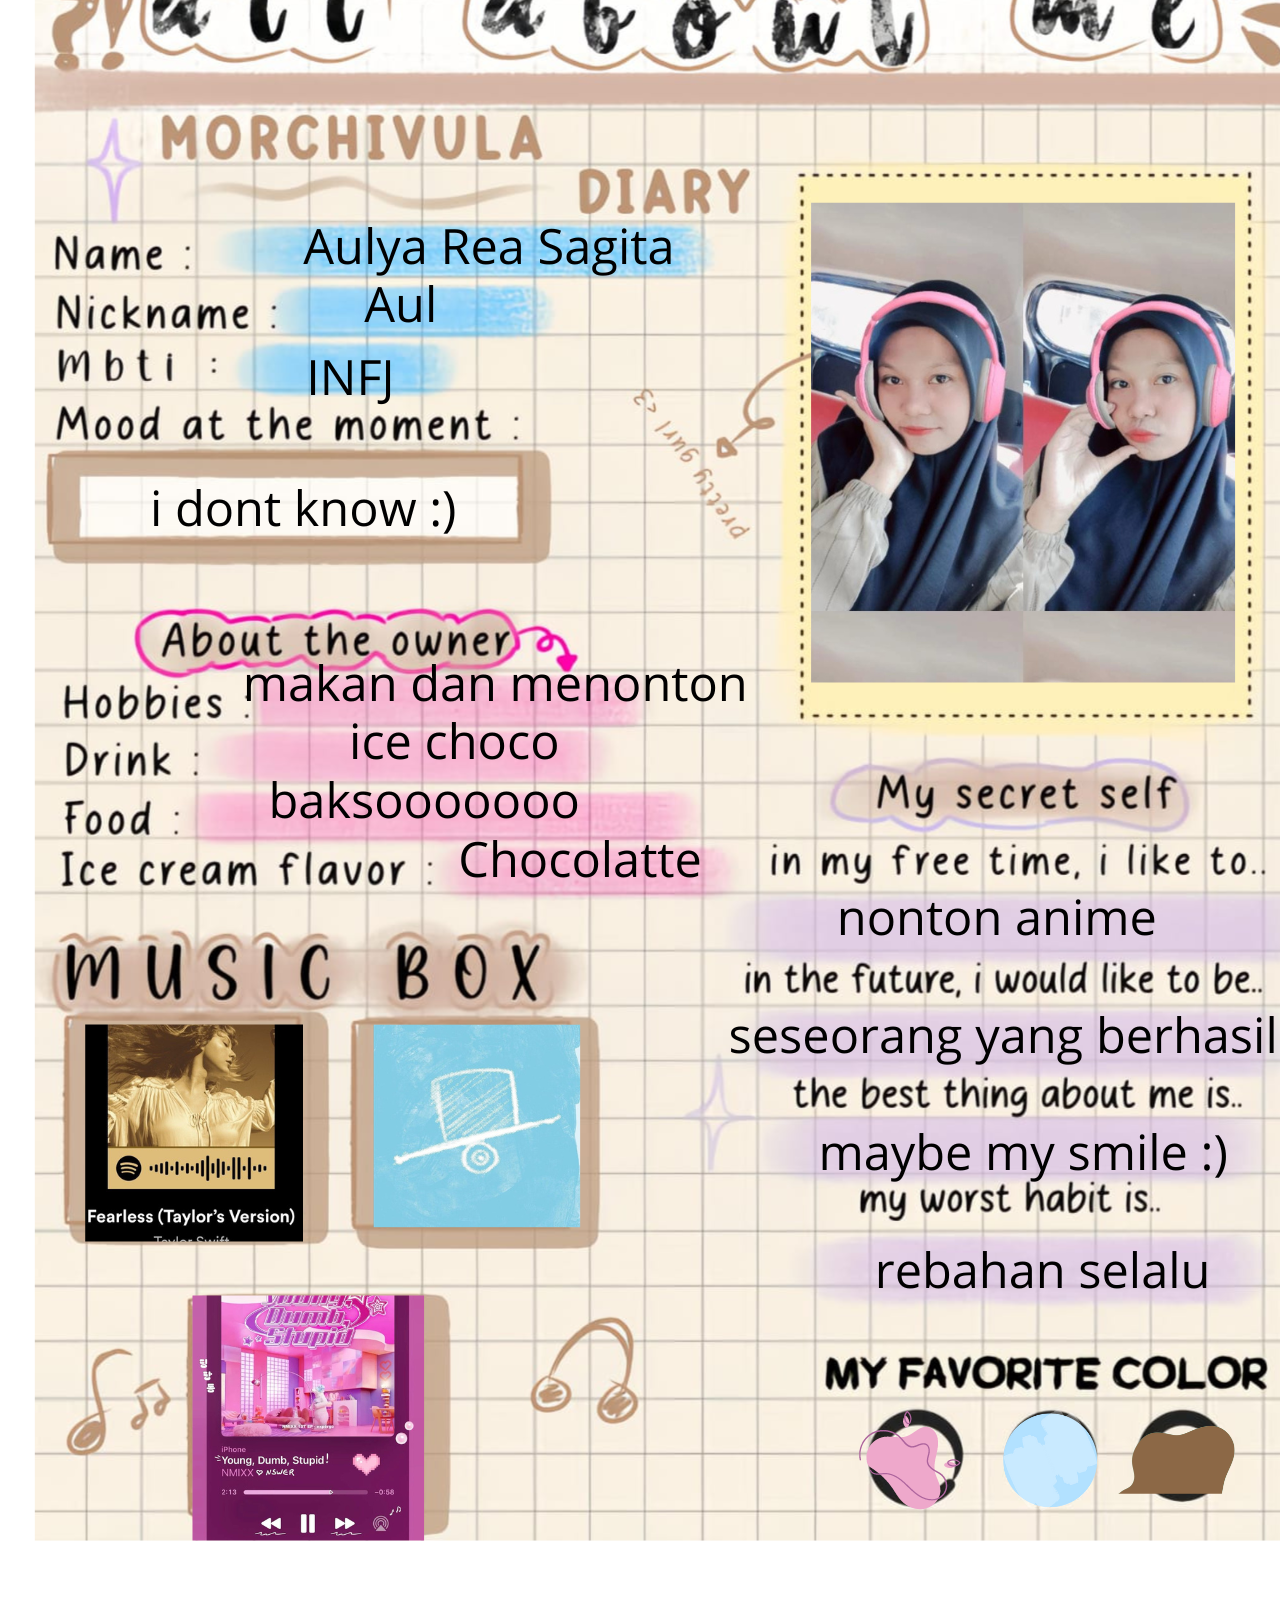 all about me
MORCHIVULA
DIARY
Name : Aulya Rea Sagita
Nickname : Aul
Mbti : INFJ
Mood at the moment :
i dont know :)
pretty gurl <3
About the owner
Hobbies : makan dan menonton
Drink : ice choco
Food : baksooooooo
Ice cream flavor : Chocolatte
My secret self
in my free time, i like to..
nonton anime
in the future, i would like to be..
seseorang yang berhasil
the best thing about me is..
maybe my smile :)
my worst habit is..
rebahan selalu
MUSIC BOX
Fearless (Taylor's Version)
Taylor Swift
Young,
Dumb,
Stupid
iPhone
Young, Dumb, Stupid!
NMIXX NSWER
2:13 -0:58
MY FAVORITE COLOR